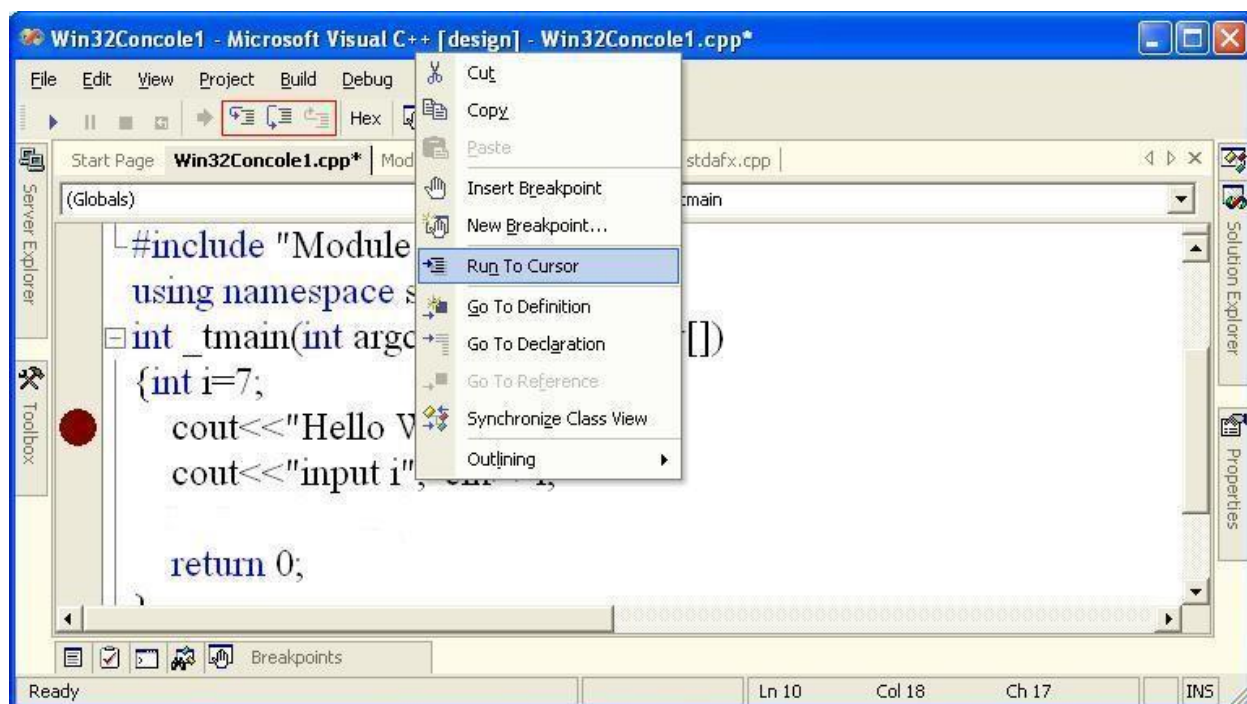 Win32Concole1 - Microsoft Visual C++ [design] - Win32Concole1.cpp*
File Edit View Project Build Debug
Hex
Start Page Win32Concole1.cpp* Mod stdafx.cpp
(Globals) tmain
Cut
Copy
Paste
Insert Breakpoint
New Breakpoint...
Run To Cursor
Go To Definition
Go To Declaration
Go To Reference
Synchronize Class View
Outlining
#include "Module
using namespace s
int _tmain(int argc [])
{int i=7;
cout<<"Hello W
cout<<"input i";
return 0;
}
Server Explorer
Toolbox
Solution Explorer
Properties
Breakpoints
Ready Ln 10 Col 18 Ch 17 INS